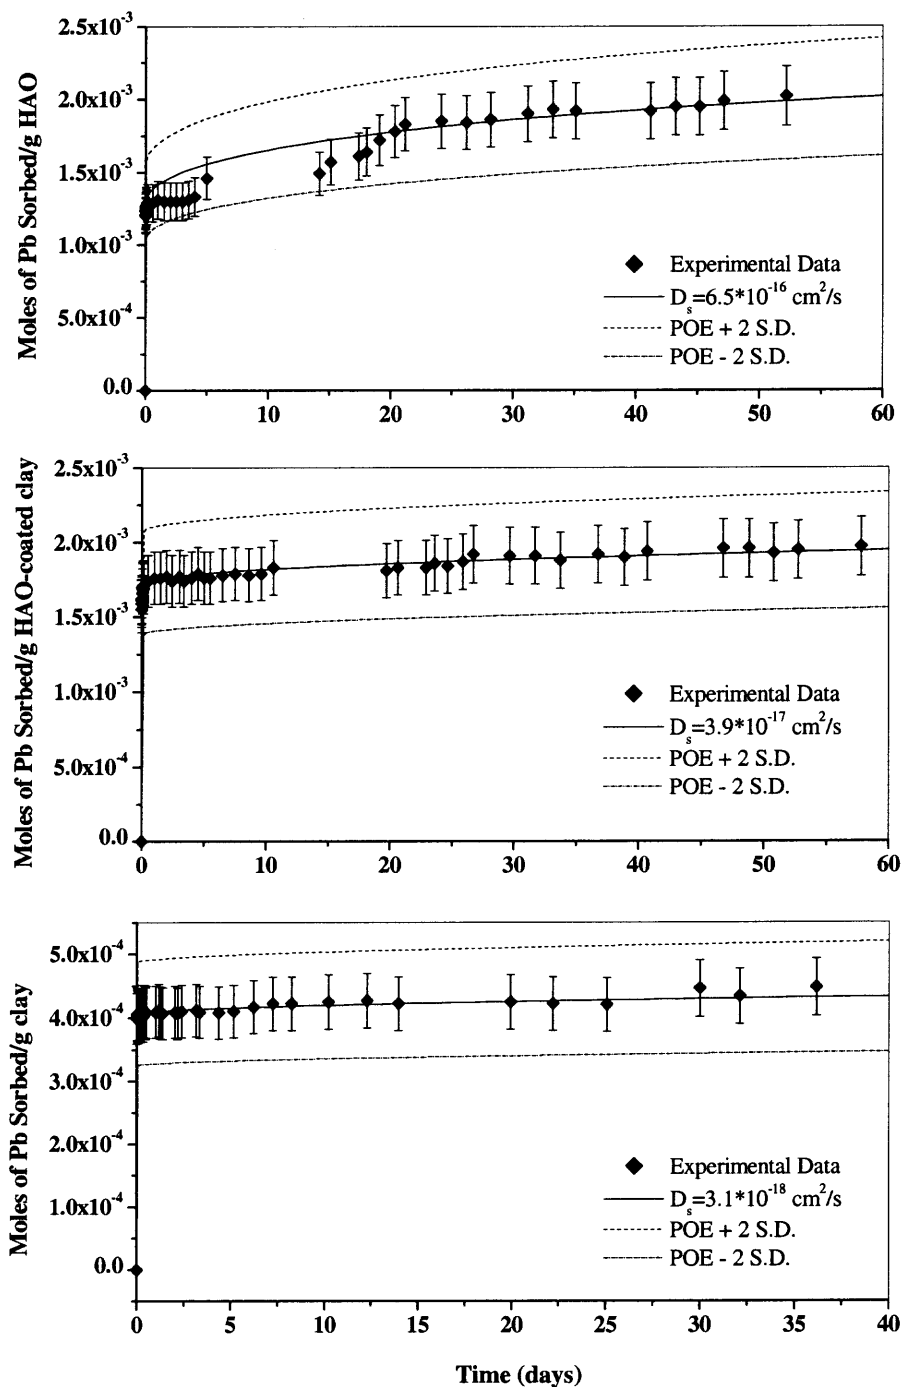 Moles of Pb Sorbed/g HAO
2.5x10⁻³
2.0x10⁻³
1.5x10⁻³
1.0x10⁻³
5.0x10⁻⁴
0.0
Experimental Data
Dₛ=6.5*10⁻¹⁶ cm²/s
POE + 2 S.D.
POE - 2 S.D.
0 10 20 30 40 50 60
Moles of Pb Sorbed/g HAO-coated clay
2.5x10⁻³
2.0x10⁻³
1.5x10⁻³
1.0x10⁻³
5.0x10⁻⁴
0.0
Experimental Data
Dₛ=3.9*10⁻¹⁷ cm²/s
POE + 2 S.D.
POE - 2 S.D.
0 10 20 30 40 50 60
Moles of Pb Sorbed/g clay
5.0x10⁻⁴
4.0x10⁻⁴
3.0x10⁻⁴
2.0x10⁻⁴
1.0x10⁻⁴
0.0
Experimental Data
Dₛ=3.1*10⁻¹⁸ cm²/s
POE + 2 S.D.
POE - 2 S.D.
0 5 10 15 20 25 30 35 40
Time (days)